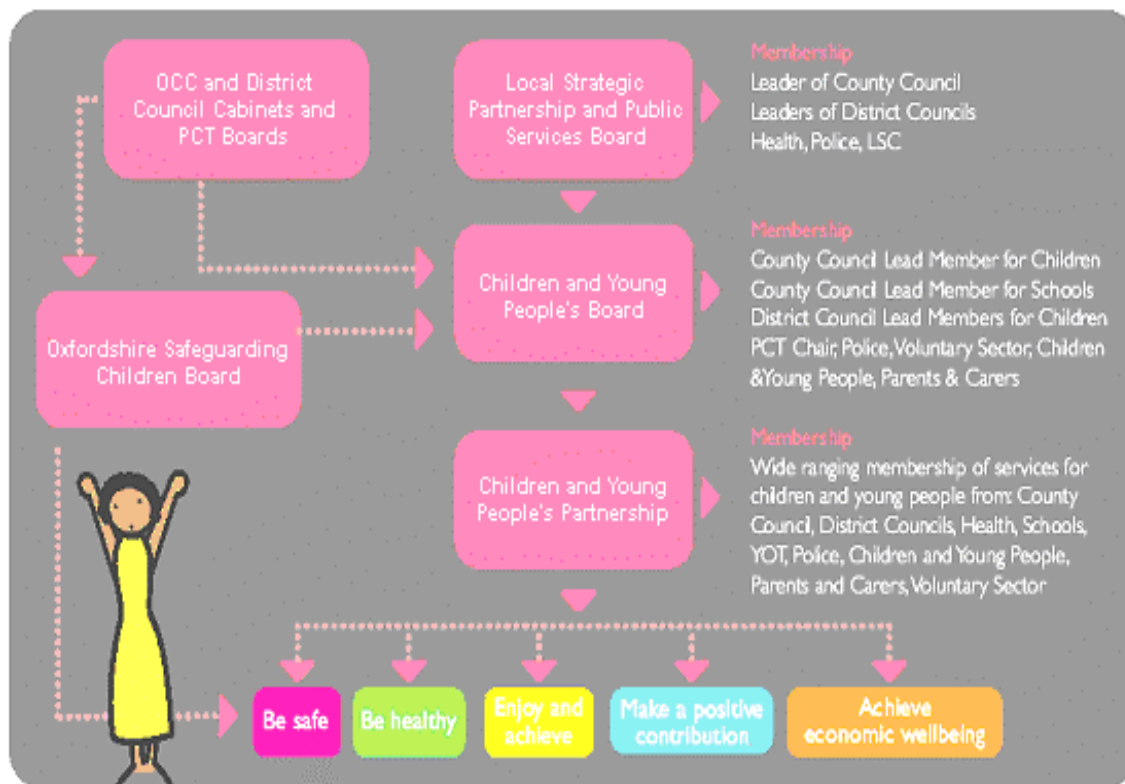 OCC and District
Council Cabinets and
PCT Boards
Local Strategic
Partnership and Public
Services Board
Membership
Leader of County Council
Leaders of District Councils
Health, Police, LSC
Oxfordshire Safeguarding
Children Board
Children and Young
People's Board
Membership
County Council Lead Member for Children
County Council Lead Member for Schools
District Council Lead Members for Children
PCT Chair, Police, Voluntary Sector, Children
&Young People, Parents & Carers
Children and Young
People's Partnership
Membership
Wide ranging membership of services for
children and young people from: County
Council, District Councils, Health, Schools,
YOT, Police, Children and Young People,
Parents and Carers, Voluntary Sector
Be safe
Be healthy
Enjoy and
achieve
Make a positive
contribution
Achieve
economic wellbeing